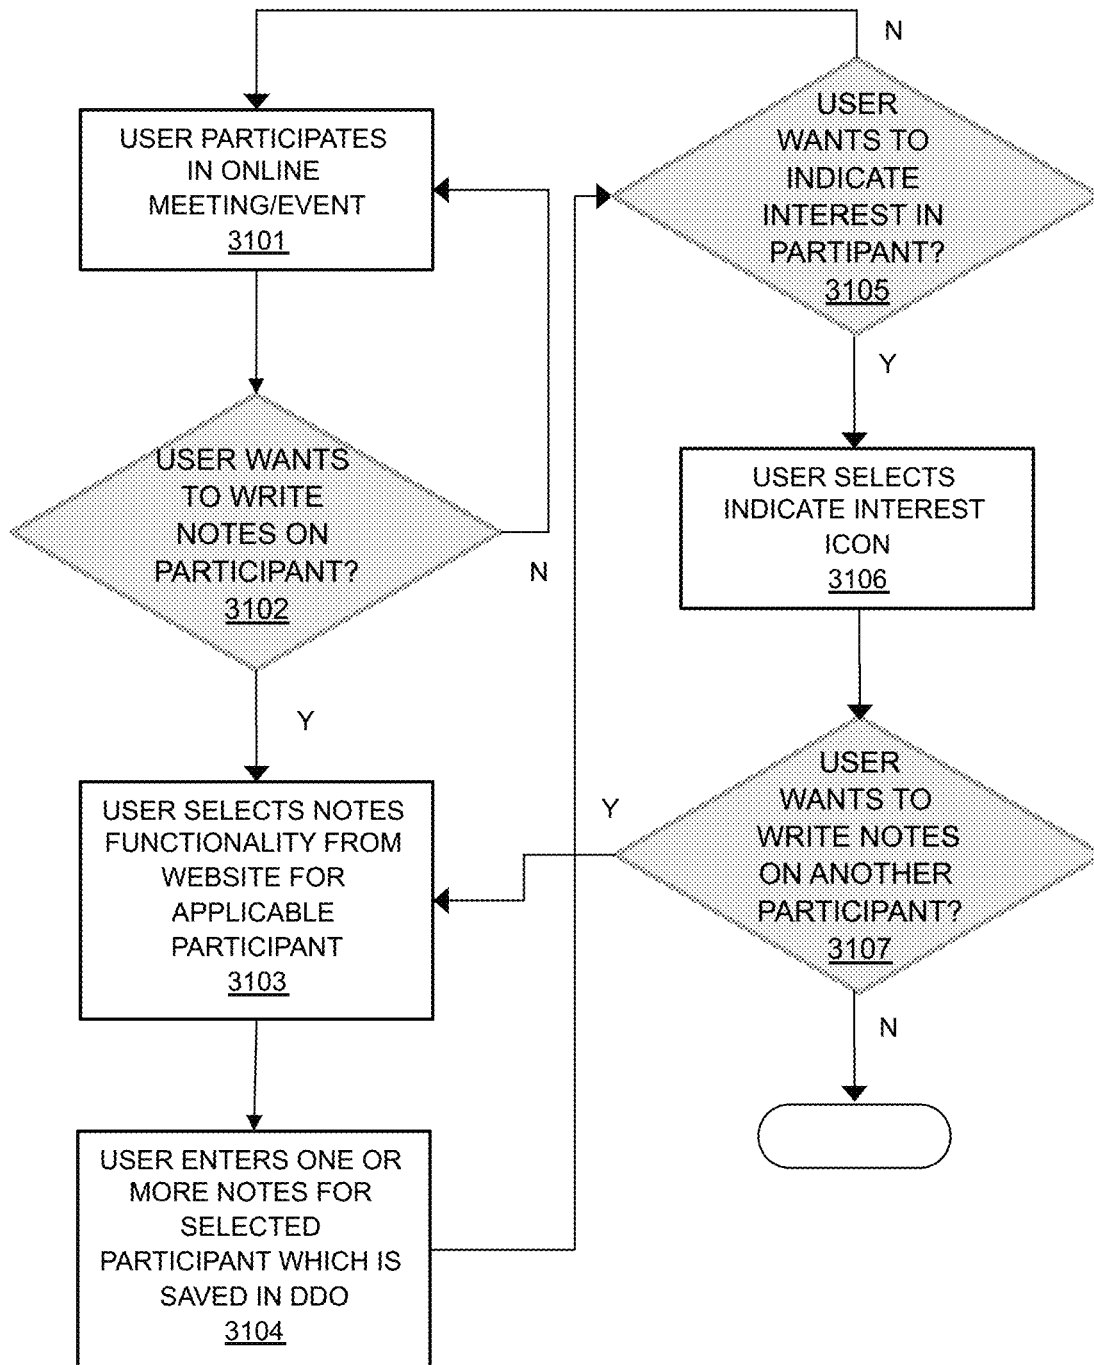 USER PARTICIPATES
IN ONLINE
MEETING/EVENT
3101
USER WANTS
TO WRITE
NOTES ON
PARTICIPANT?
3102
N
Y
USER SELECTS NOTES
FUNCTIONALITY FROM
WEBSITE FOR
APPLICABLE
PARTICIPANT
3103
USER ENTERS ONE OR
MORE NOTES FOR
SELECTED
PARTICIPANT WHICH IS
SAVED IN DDO
3104
N
USER
WANTS TO
INDICATE
INTEREST IN
PARTIPANT?
3105
Y
USER SELECTS
INDICATE INTEREST
ICON
3106
Y
USER
WANTS TO
WRITE NOTES
ON ANOTHER
PARTICIPANT?
3107
N